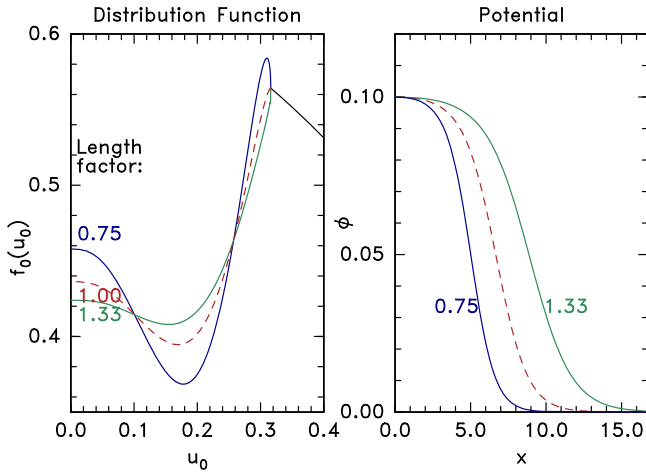 Distribution Function
0.6
0.5
0.4
f₀(u₀)
Length
factor:
0.75
1.00
1.33
0.0 0.1 0.2 0.3 0.4
u₀
Potential
0.10
0.05
0.00
ϕ
0.75
1.33
0.0 5.0 10.0 15.0
x